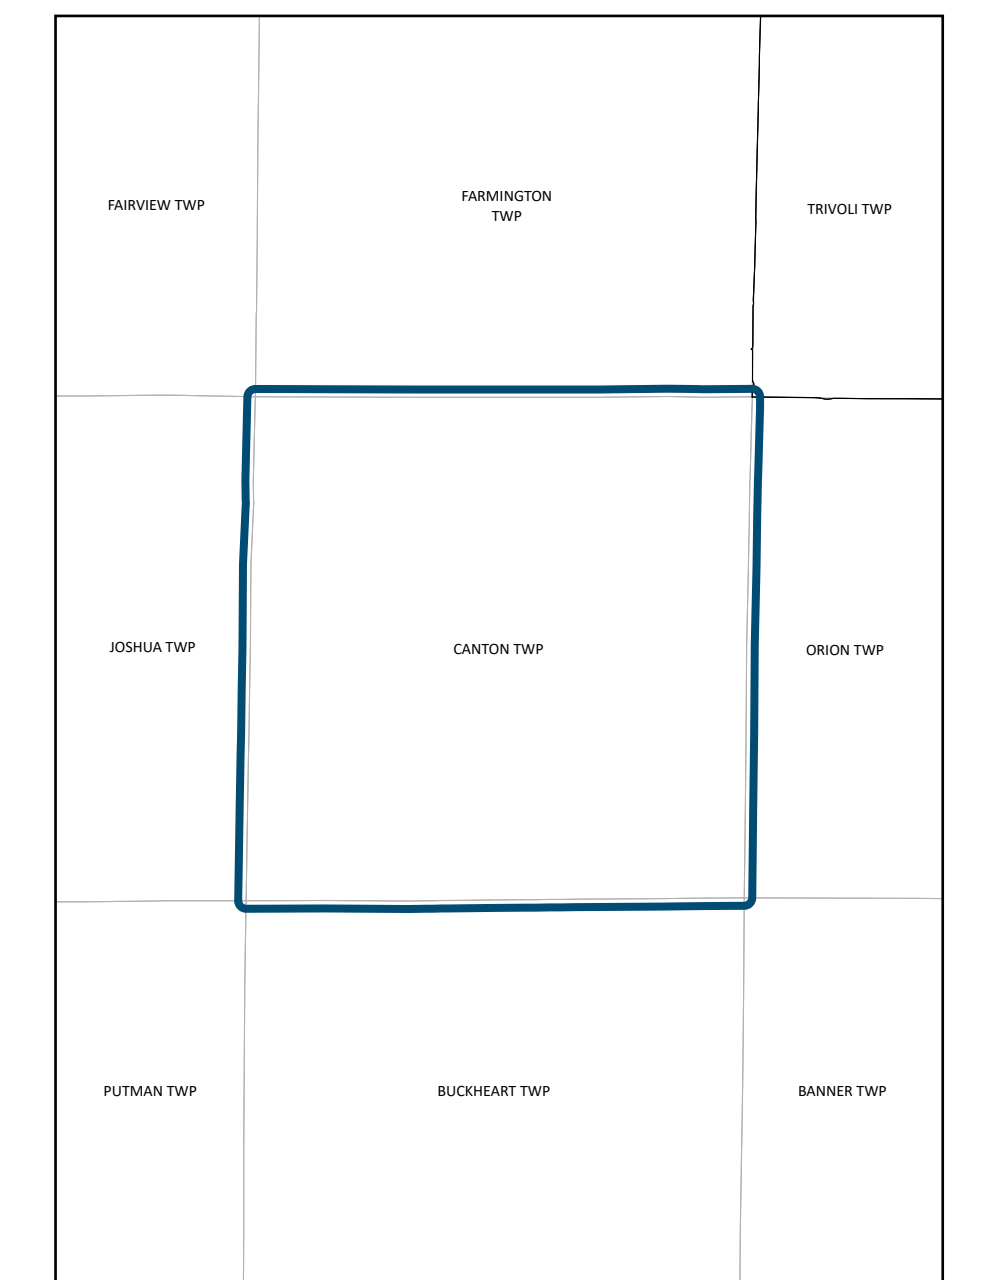 FAIRVIEW TWP
FARMINGTON
TWP
TRIVOLI TWP
JOSHUA TWP
CANTON TWP
ORION TWP
PUTMAN TWP
BUCKHEART TWP
BANNER TWP